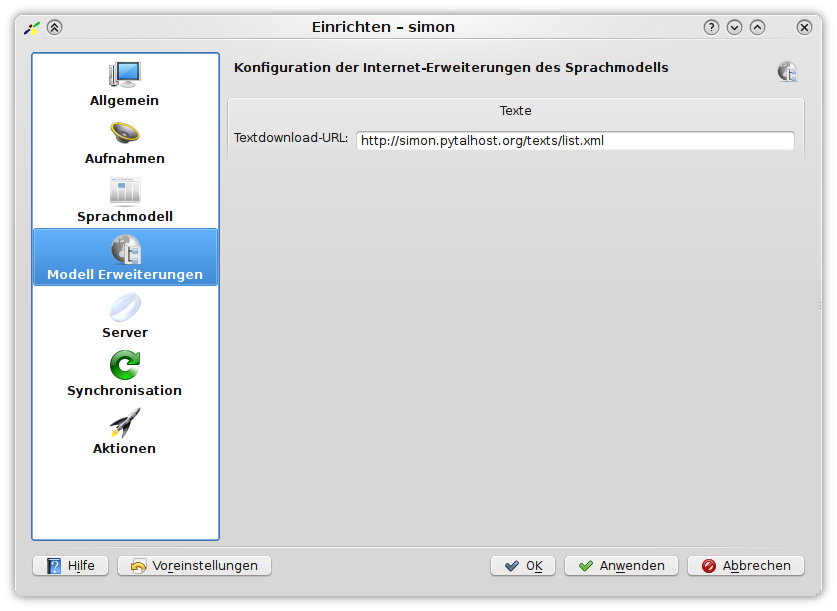 Einrichten – simon
Allgemein
Aufnahmen
Sprachmodell
Modell Erweiterungen
Server
Synchronisation
Aktionen
Konfiguration der Internet-Erweiterungen des Sprachmodells
Texte
Textdownload-URL: http://simon.pytalhost.org/texts/list.xml
Hilfe Voreinstellungen OK Anwenden Abbrechen